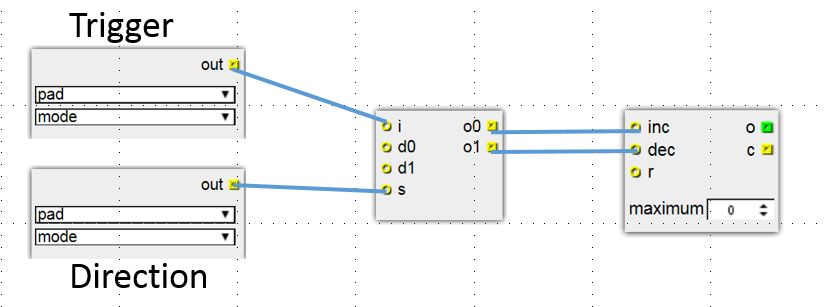 Trigger
out
pad
mode
out
pad
mode
Direction
i o0
d0 o1
d1
s
inc o
dec c
r
maximum 0